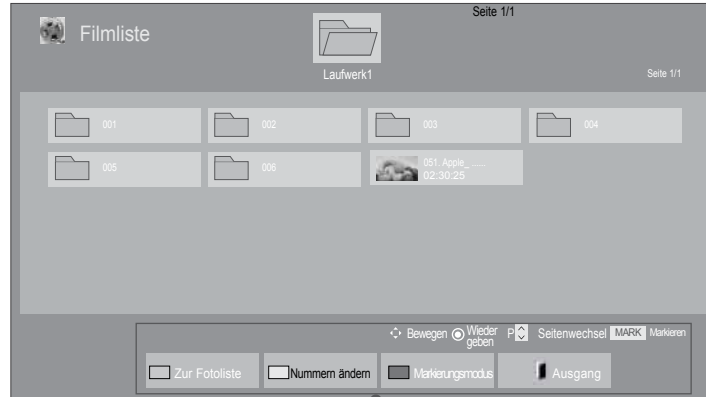 Seite 1/1
Filmliste
Laufwerk1
Seite 1/1
001
002
003
004
005
006
051. Apple_ ......
02:30:25
Bewegen
Wieder
geben
P
Seitenwechsel
MARK
Markieren
Zur Fotoliste
Nummern ändern
Markierungsmodus
Ausgang